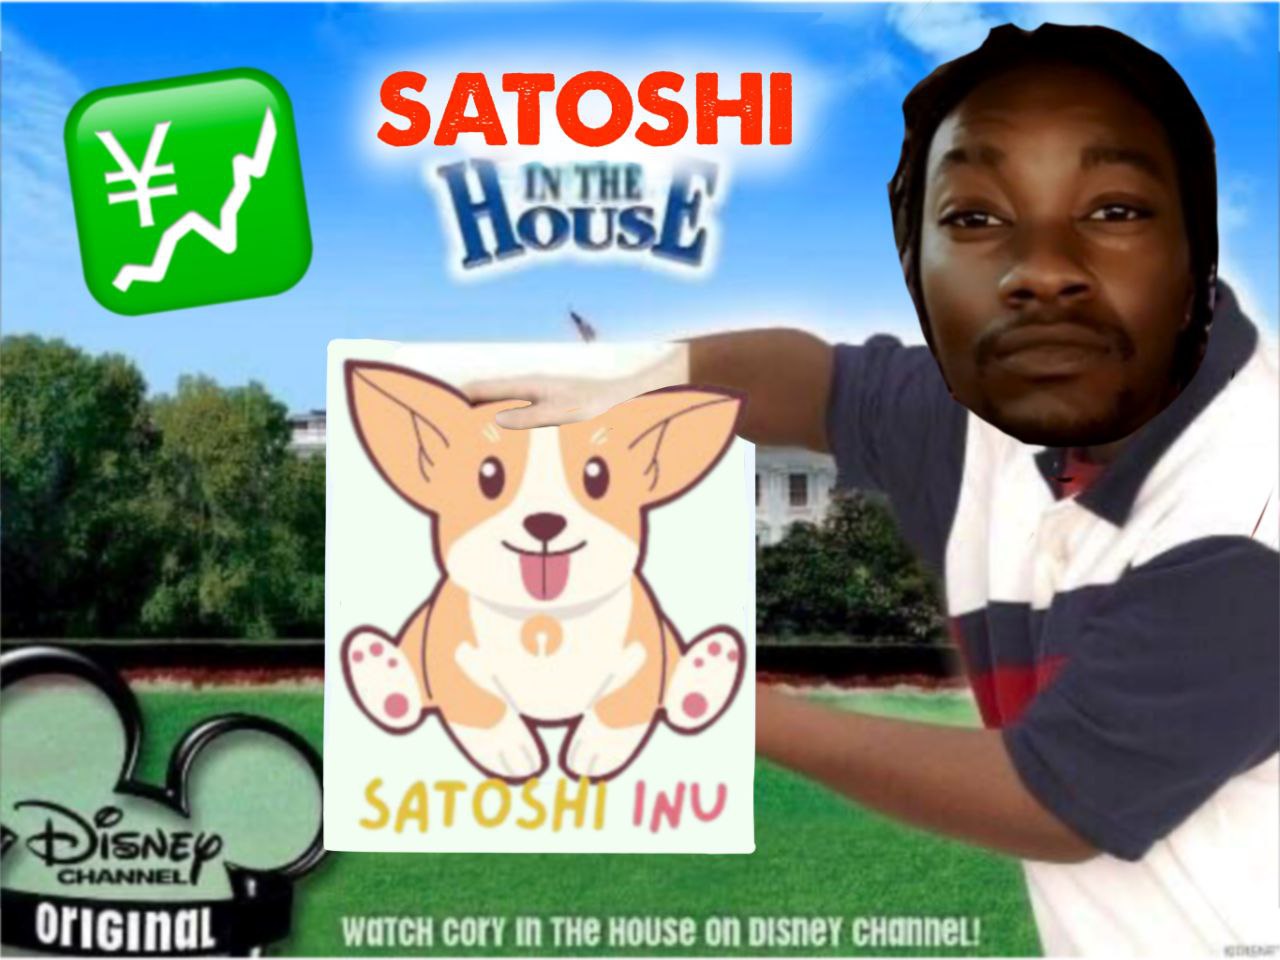 ¥
SATOSHI
IN THE
HOUSE
SATOSHI INU
DISNEY
CHANNEL
ORIGINAL
WATCH CORY IN THE HOUSE ON DISNEY CHANNEL!